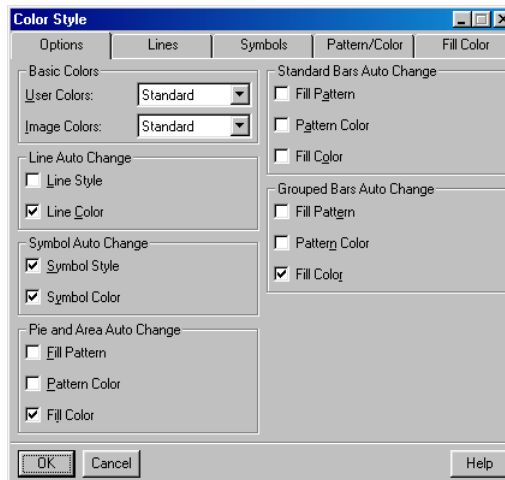 Color Style
Options Lines Symbols Pattern/Color Fill Color
Basic Colors
User Colors: Standard
Image Colors: Standard
Line Auto Change
Line Style
Line Color
Symbol Auto Change
Symbol Style
Symbol Color
Pie and Area Auto Change
Fill Pattern
Pattern Color
Fill Color
Standard Bars Auto Change
Fill Pattern
Pattern Color
Fill Color
Grouped Bars Auto Change
Fill Pattern
Pattern Color
Fill Color
OK Cancel Help